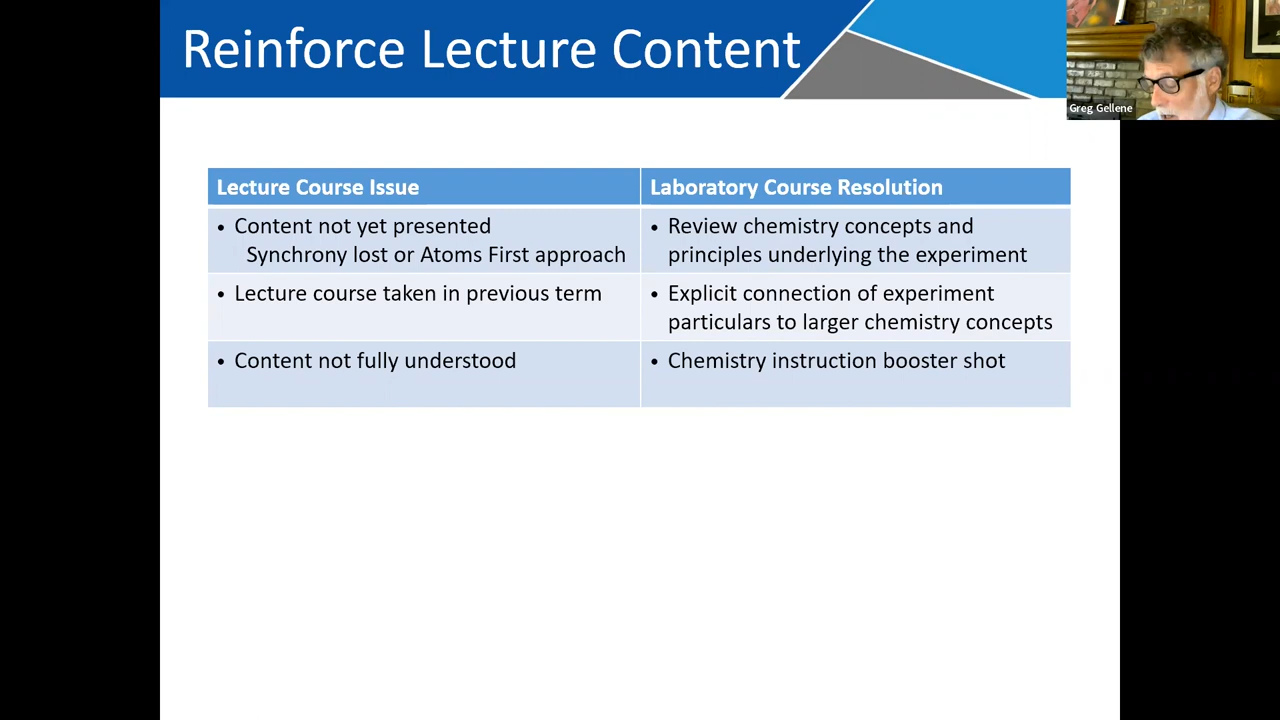 Reinforce Lecture Content
Greg Gellene
Lecture Course Issue
Laboratory Course Resolution
• Content not yet presented
Synchrony lost or Atoms First approach
• Review chemistry concepts and
principles underlying the experiment
• Lecture course taken in previous term
• Explicit connection of experiment
particulars to larger chemistry concepts
• Content not fully understood
• Chemistry instruction booster shot